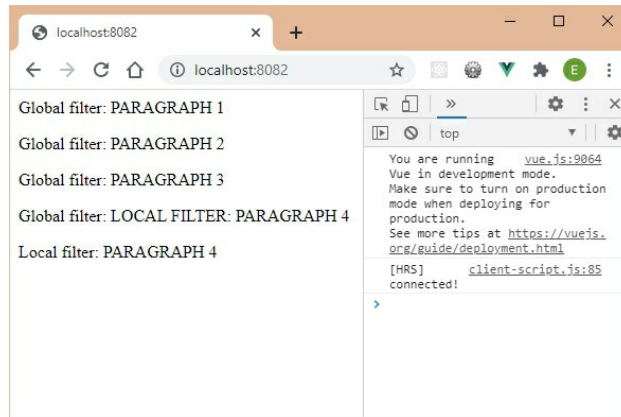 localhost:8082
localhost:8082
E
Global filter: PARAGRAPH 1
Global filter: PARAGRAPH 2
Global filter: PARAGRAPH 3
Global filter: LOCAL FILTER: PARAGRAPH 4
Local filter: PARAGRAPH 4
top
You are running vue.js:9064
Vue in development mode.
Make sure to turn on production
mode when deploying for
production.
See more tips at https://vuejs.
org/guide/deployment.html
[HRS] client-script.js:85
connected!